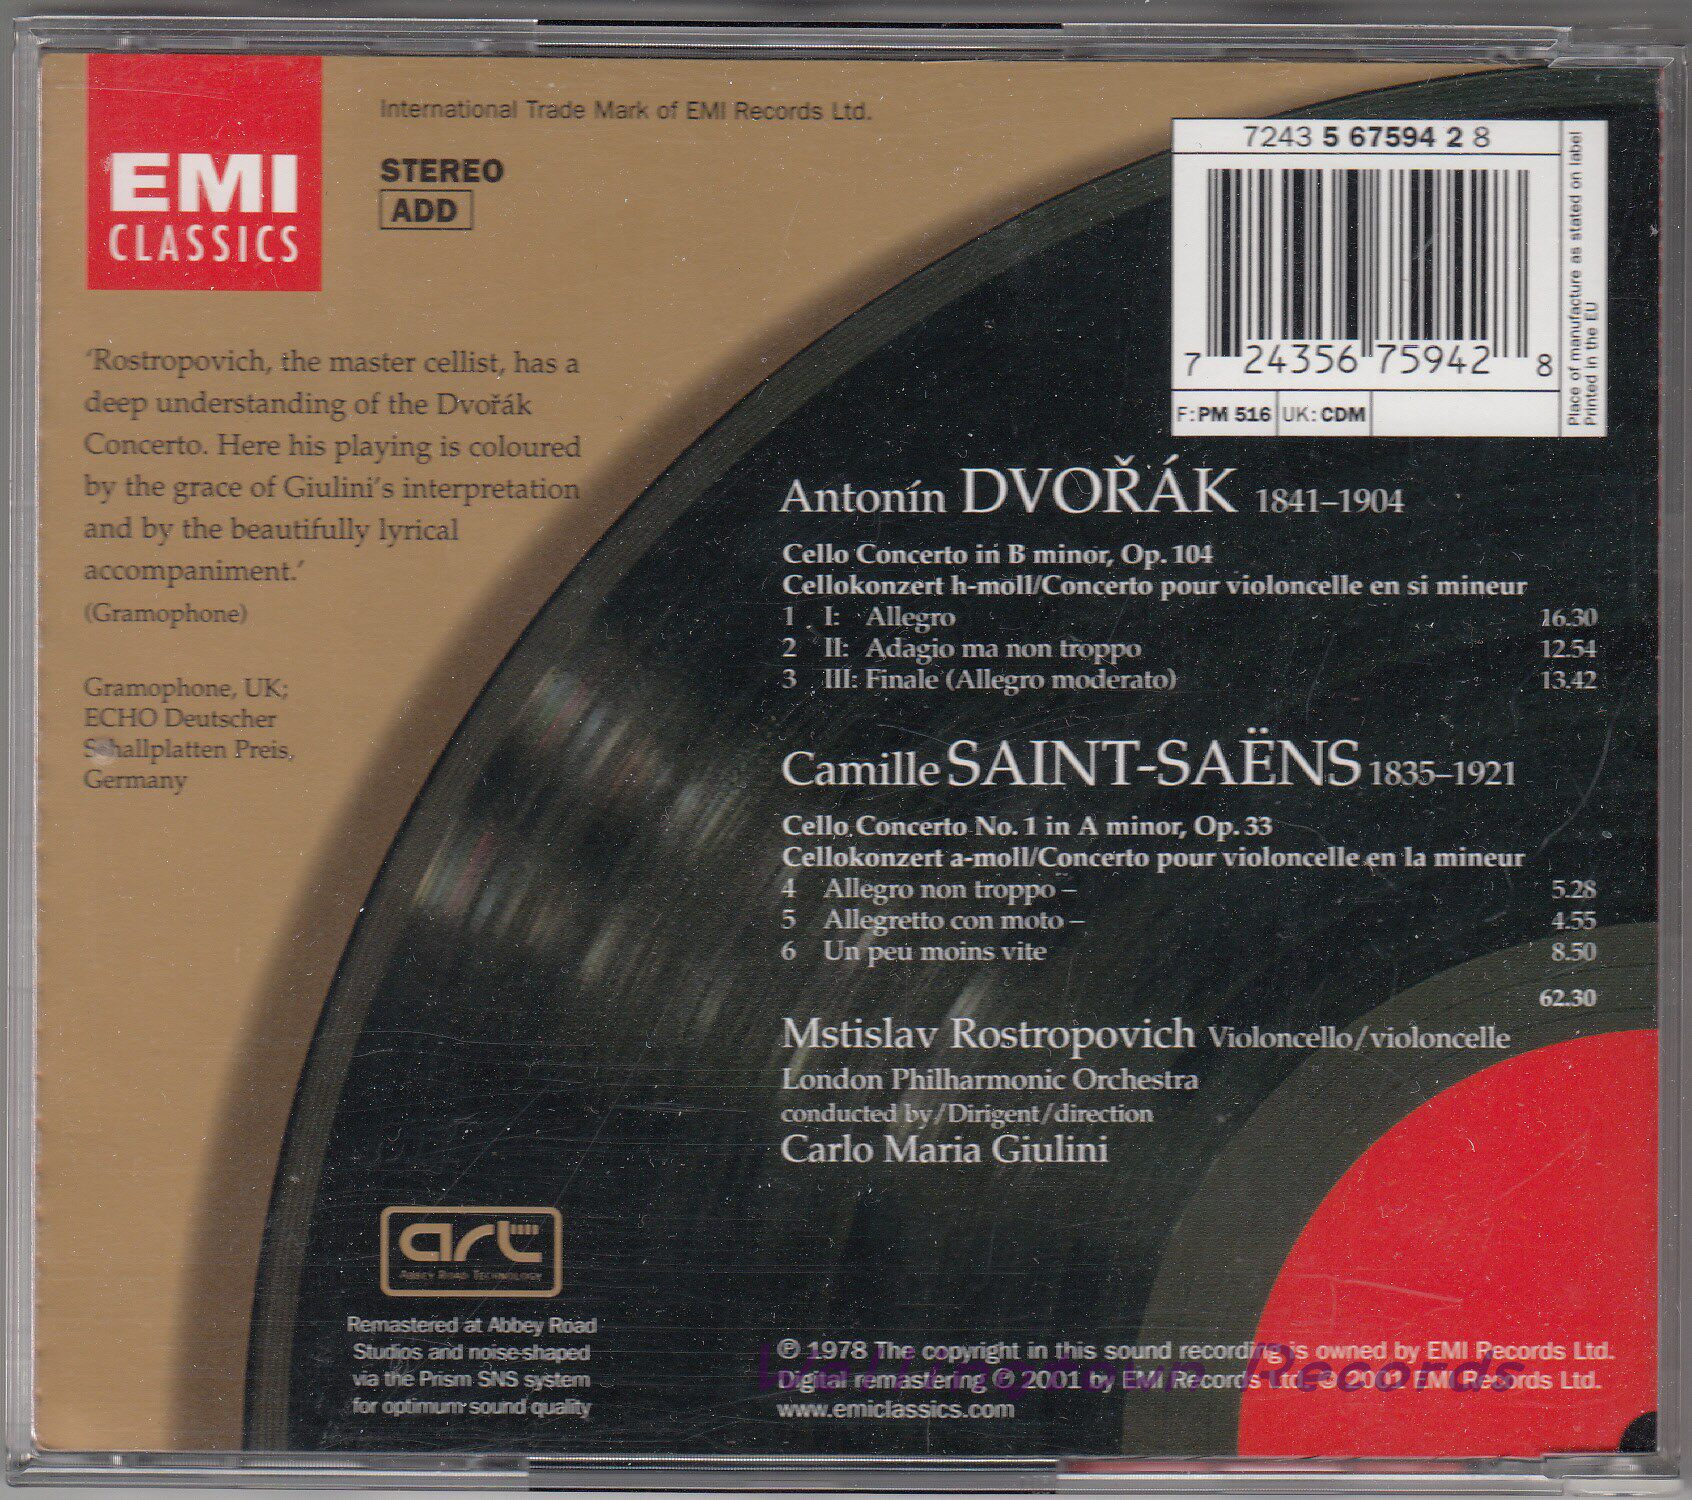 EMI
CLASSICS
International Trade Mark of EMI Records Ltd.
STEREO
ADD
7243 5 67594 2 8
7 24356 75942 8
F: PM 516 UK: CDM
Place of manufacture as stated on label
Printed in the EU
'Rostropovich, the master cellist, has a
deep understanding of the Dvořák
Concerto. Here his playing is coloured
by the grace of Giulini's interpretation
and by the beautifully lyrical
accompaniment.'
(Gramophone)
Gramophone, UK;
ECHO Deutscher
Schallplatten Preis,
Germany
Antonín DVOŘÁK 1841–1904
Cello Concerto in B minor, Op. 104
Cellokonzert h-moll/Concerto pour violoncelle en si mineur
1 I: Allegro 16.30
2 II: Adagio ma non troppo 12.54
3 III: Finale (Allegro moderato) 13.42
Camille SAINT-SAËNS 1835–1921
Cello Concerto No. 1 in A minor, Op. 33
Cellokonzert a-moll/Concerto pour violoncelle en la mineur
4 Allegro non troppo – 5.28
5 Allegretto con moto – 4.55
6 Un peu moins vite 8.50
62.30
Mstislav Rostropovich Violoncello/violoncelle
London Philharmonic Orchestra
conducted by/Dirigent/direction
Carlo Maria Giulini
art
ABBEY ROAD TECHNOLOGY
Remastered at Abbey Road
Studios and noise-shaped
via the Prism SNS system
for optimum sound quality
℗ 1978 The copyright in this sound recording is owned by EMI Records Ltd.
Digital remastering ℗ 2001 by EMI Records Ltd. © 2001 EMI Records Ltd.
www.emiclassics.com
Records